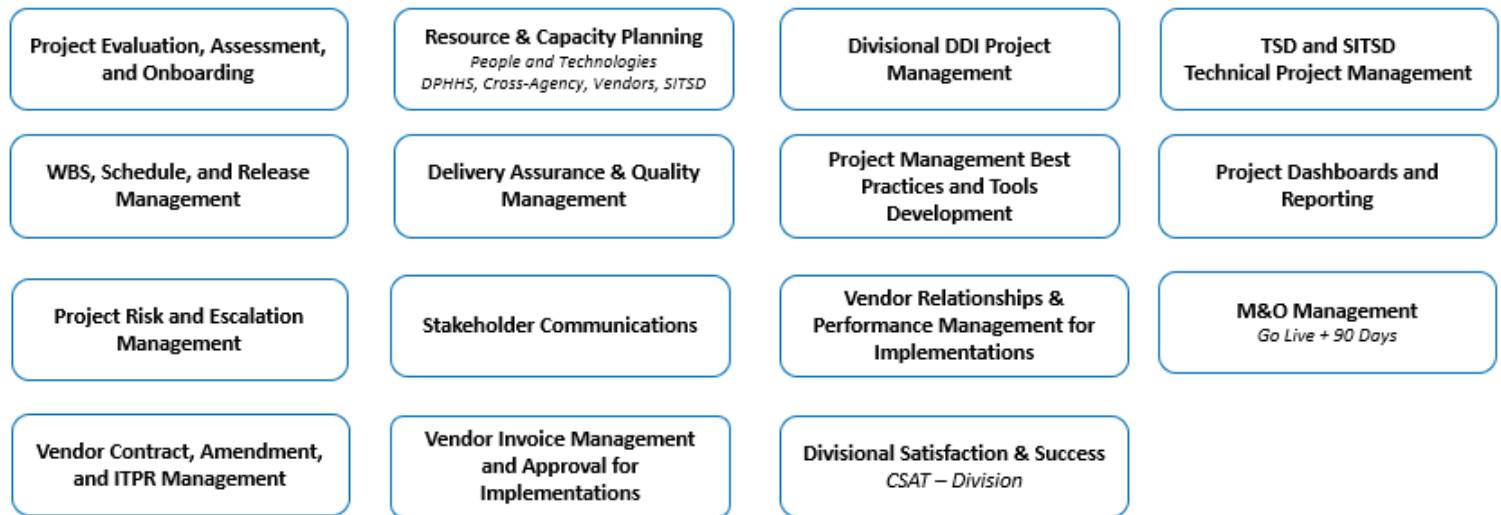 Project Evaluation, Assessment,
and Onboarding
Resource & Capacity Planning
People and Technologies
DPHHS, Cross-Agency, Vendors, SITSD
Divisional DDI Project
Management
TSD and SITSD
Technical Project Management
WBS, Schedule, and Release
Management
Delivery Assurance & Quality
Management
Project Management Best
Practices and Tools
Development
Project Dashboards and
Reporting
Project Risk and Escalation
Management
Stakeholder Communications
Vendor Relationships &
Performance Management for
Implementations
M&O Management
Go Live + 90 Days
Vendor Contract, Amendment,
and ITPR Management
Vendor Invoice Management
and Approval for
Implementations
Divisional Satisfaction & Success
CSAT – Division